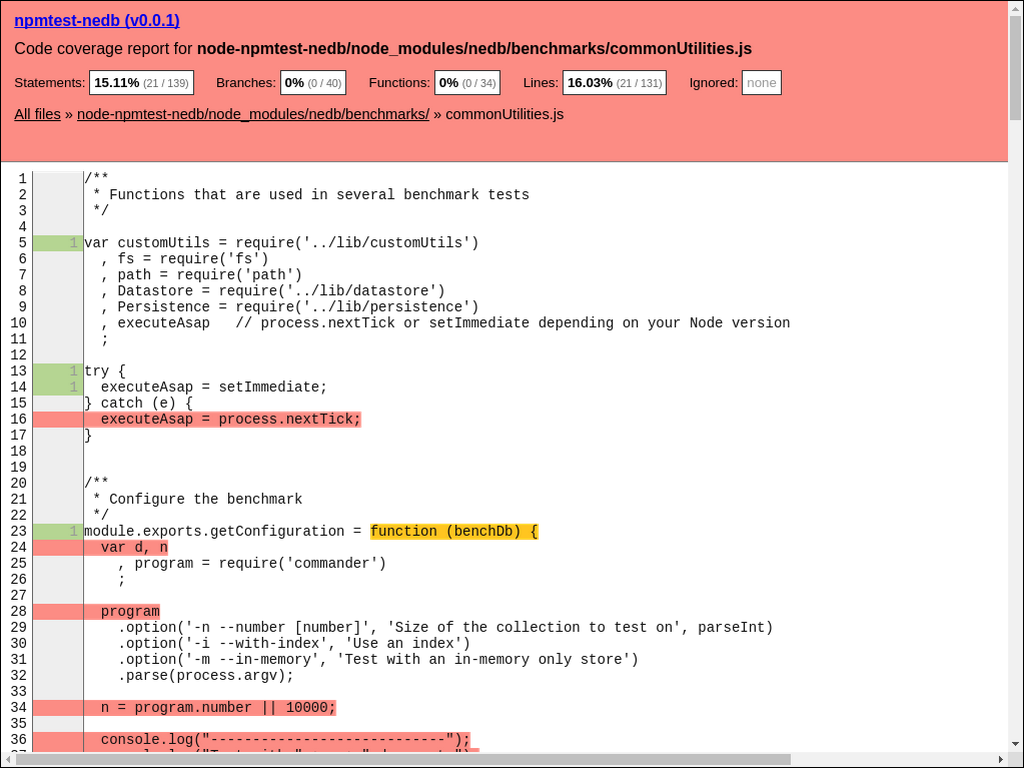 npmtest-nedb (v0.0.1)
Code coverage report for node-npmtest-nedb/node_modules/nedb/benchmarks/commonUtilities.js
Statements: 15.11% (21 / 139) Branches: 0% (0 / 40) Functions: 0% (0 / 34) Lines: 16.03% (21 / 131) Ignored: none
All files » node-npmtest-nedb/node_modules/nedb/benchmarks/ » commonUtilities.js
1 /**
2  * Functions that are used in several benchmark tests
3  */
4
5 1 var customUtils = require('../lib/customUtils')
6   , fs = require('fs')
7   , path = require('path')
8   , Datastore = require('../lib/datastore')
9   , Persistence = require('../lib/persistence')
10   , executeAsap   // process.nextTick or setImmediate depending on your Node version
11   ;
12
13 1 try {
14 1   executeAsap = setImmediate;
15 } catch (e) {
16   executeAsap = process.nextTick;
17 }
18
19
20 /**
21  * Configure the benchmark
22  */
23 1 module.exports.getConfiguration = function (benchDb) {
24   var d, n
25     , program = require('commander')
26     ;
27
28   program
29     .option('-n --number [number]', 'Size of the collection to test on', parseInt)
30     .option('-i --with-index', 'Use an index')
31     .option('-m --in-memory', 'Test with an in-memory only store')
32     .parse(process.argv);
33
34   n = program.number || 10000;
35
36   console.log("----------------------------");